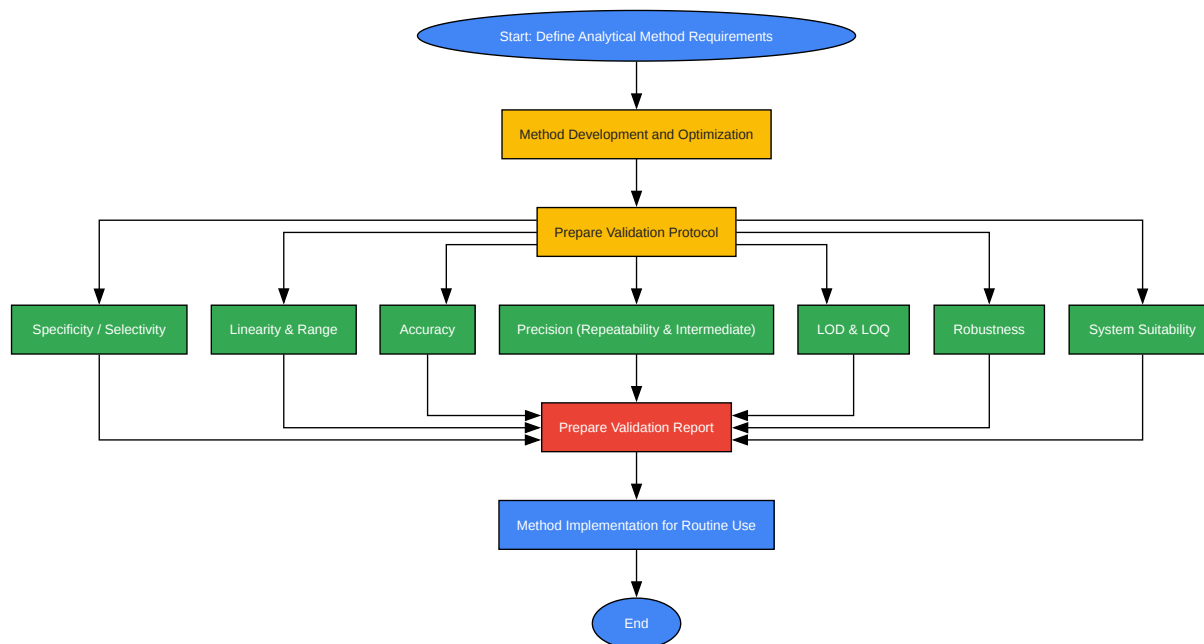 Start: Define Analytical Method Requirements
Method Development and Optimization
Prepare Validation Protocol
Specificity / Selectivity
Linearity & Range
Accuracy
Precision (Repeatability & Intermediate)
LOD & LOQ
Robustness
System Suitability
Prepare Validation Report
Method Implementation for Routine Use
End